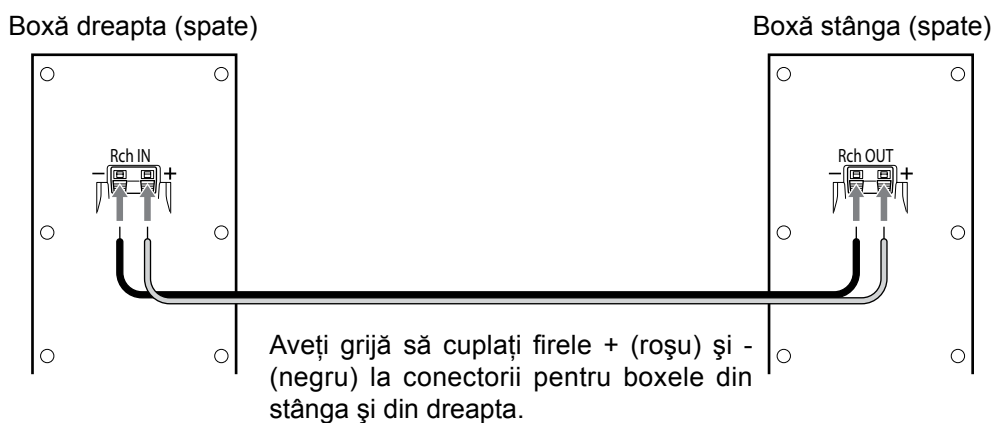 Boxă dreapta (spate)
Boxă stânga (spate)
Rch IN
– +
Rch OUT
– +
Aveți grijă să cuplați firele + (roşu) şi -
(negru) la conectorii pentru boxele din
stânga şi din dreapta.